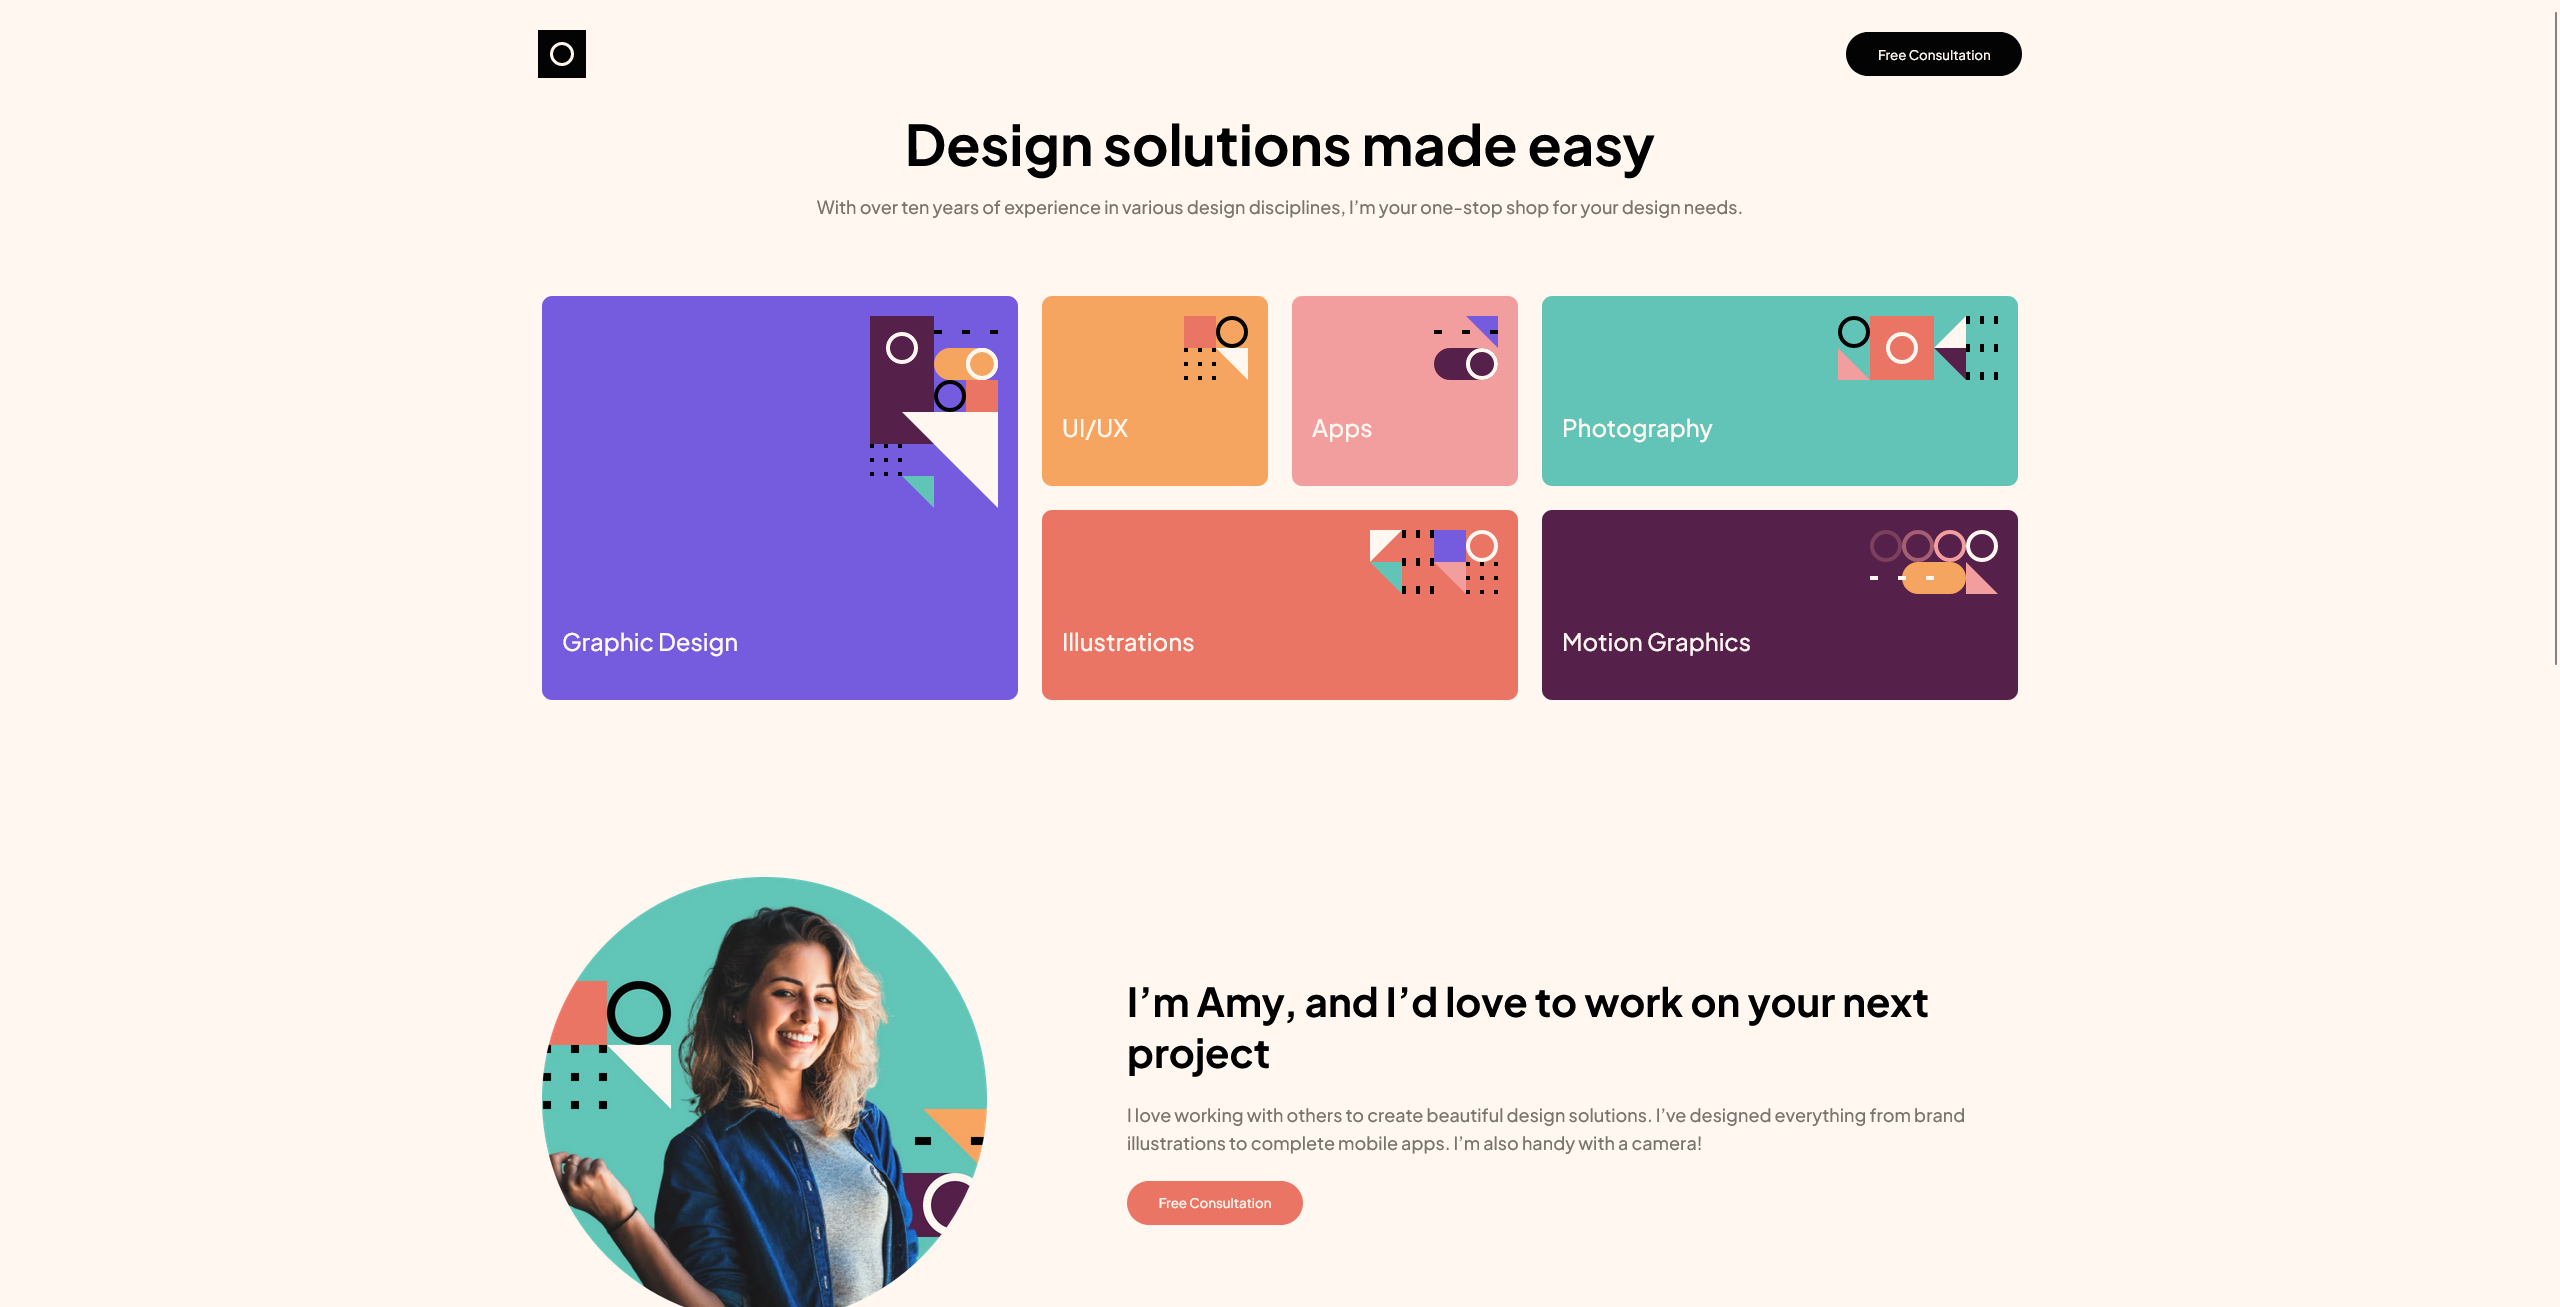 Free Consultation
Design solutions made easy
With over ten years of experience in various design disciplines, I’m your one-stop shop for your design needs.
Graphic Design
UI/UX
Apps
Photography
Illustrations
Motion Graphics
I’m Amy, and I’d love to work on your next
project
I love working with others to create beautiful design solutions. I’ve designed everything from brand
illustrations to complete mobile apps. I’m also handy with a camera!
Free Consultation